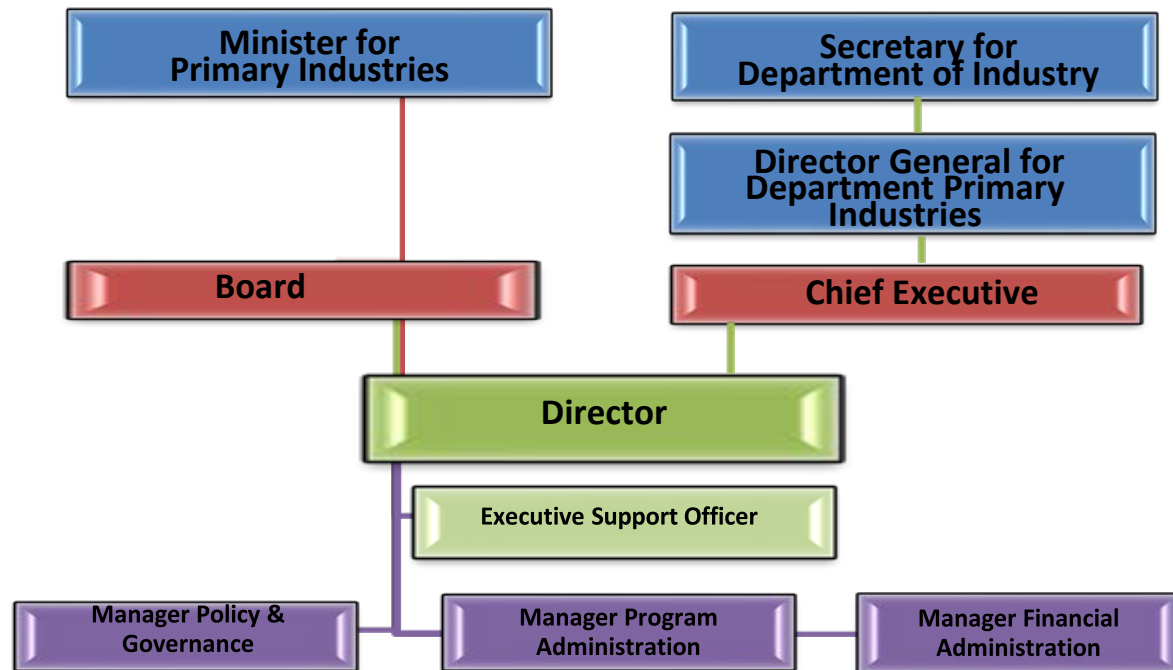 Minister for
Primary Industries
Secretary for
Department of Industry
Director General for
Department Primary
Industries
Board
Chief Executive
Director
Executive Support Officer
Manager Policy &
Governance
Manager Program
Administration
Manager Financial
Administration